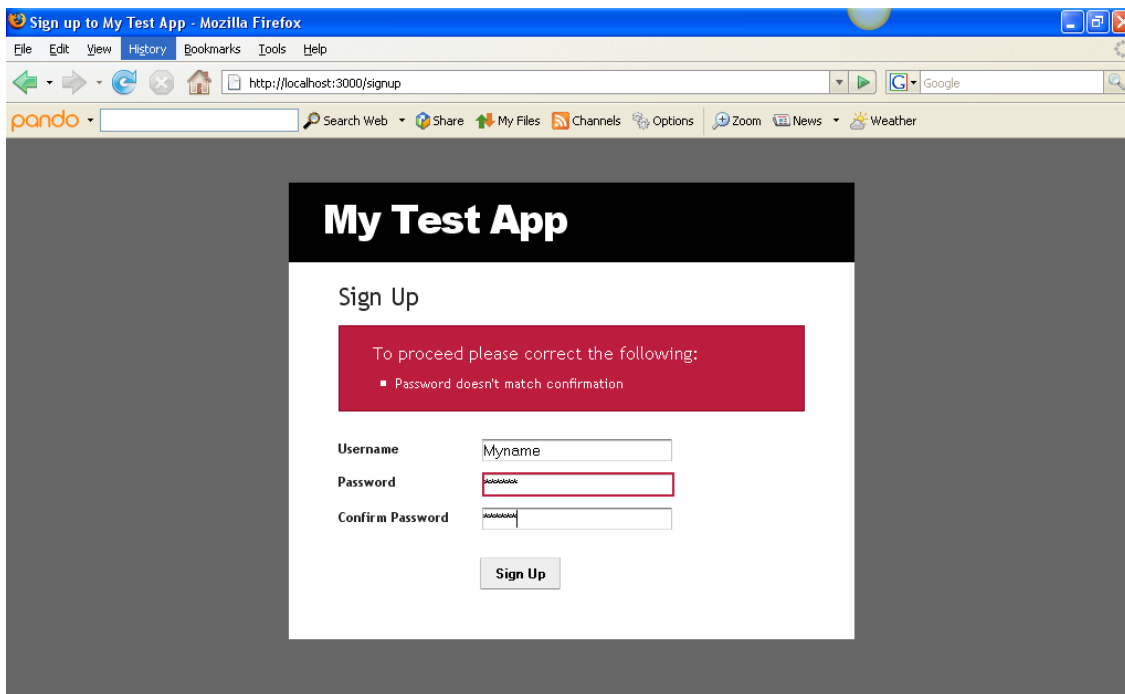 Sign up to My Test App - Mozilla Firefox
File Edit View History Bookmarks Tools Help
http://localhost:3000/signup G Google
pando Search Web Share My Files Channels Options Zoom News Weather
My Test App
Sign Up
To proceed please correct the following:
Password doesn't match confirmation
Username Myname
Password *******
Confirm Password *******
Sign Up